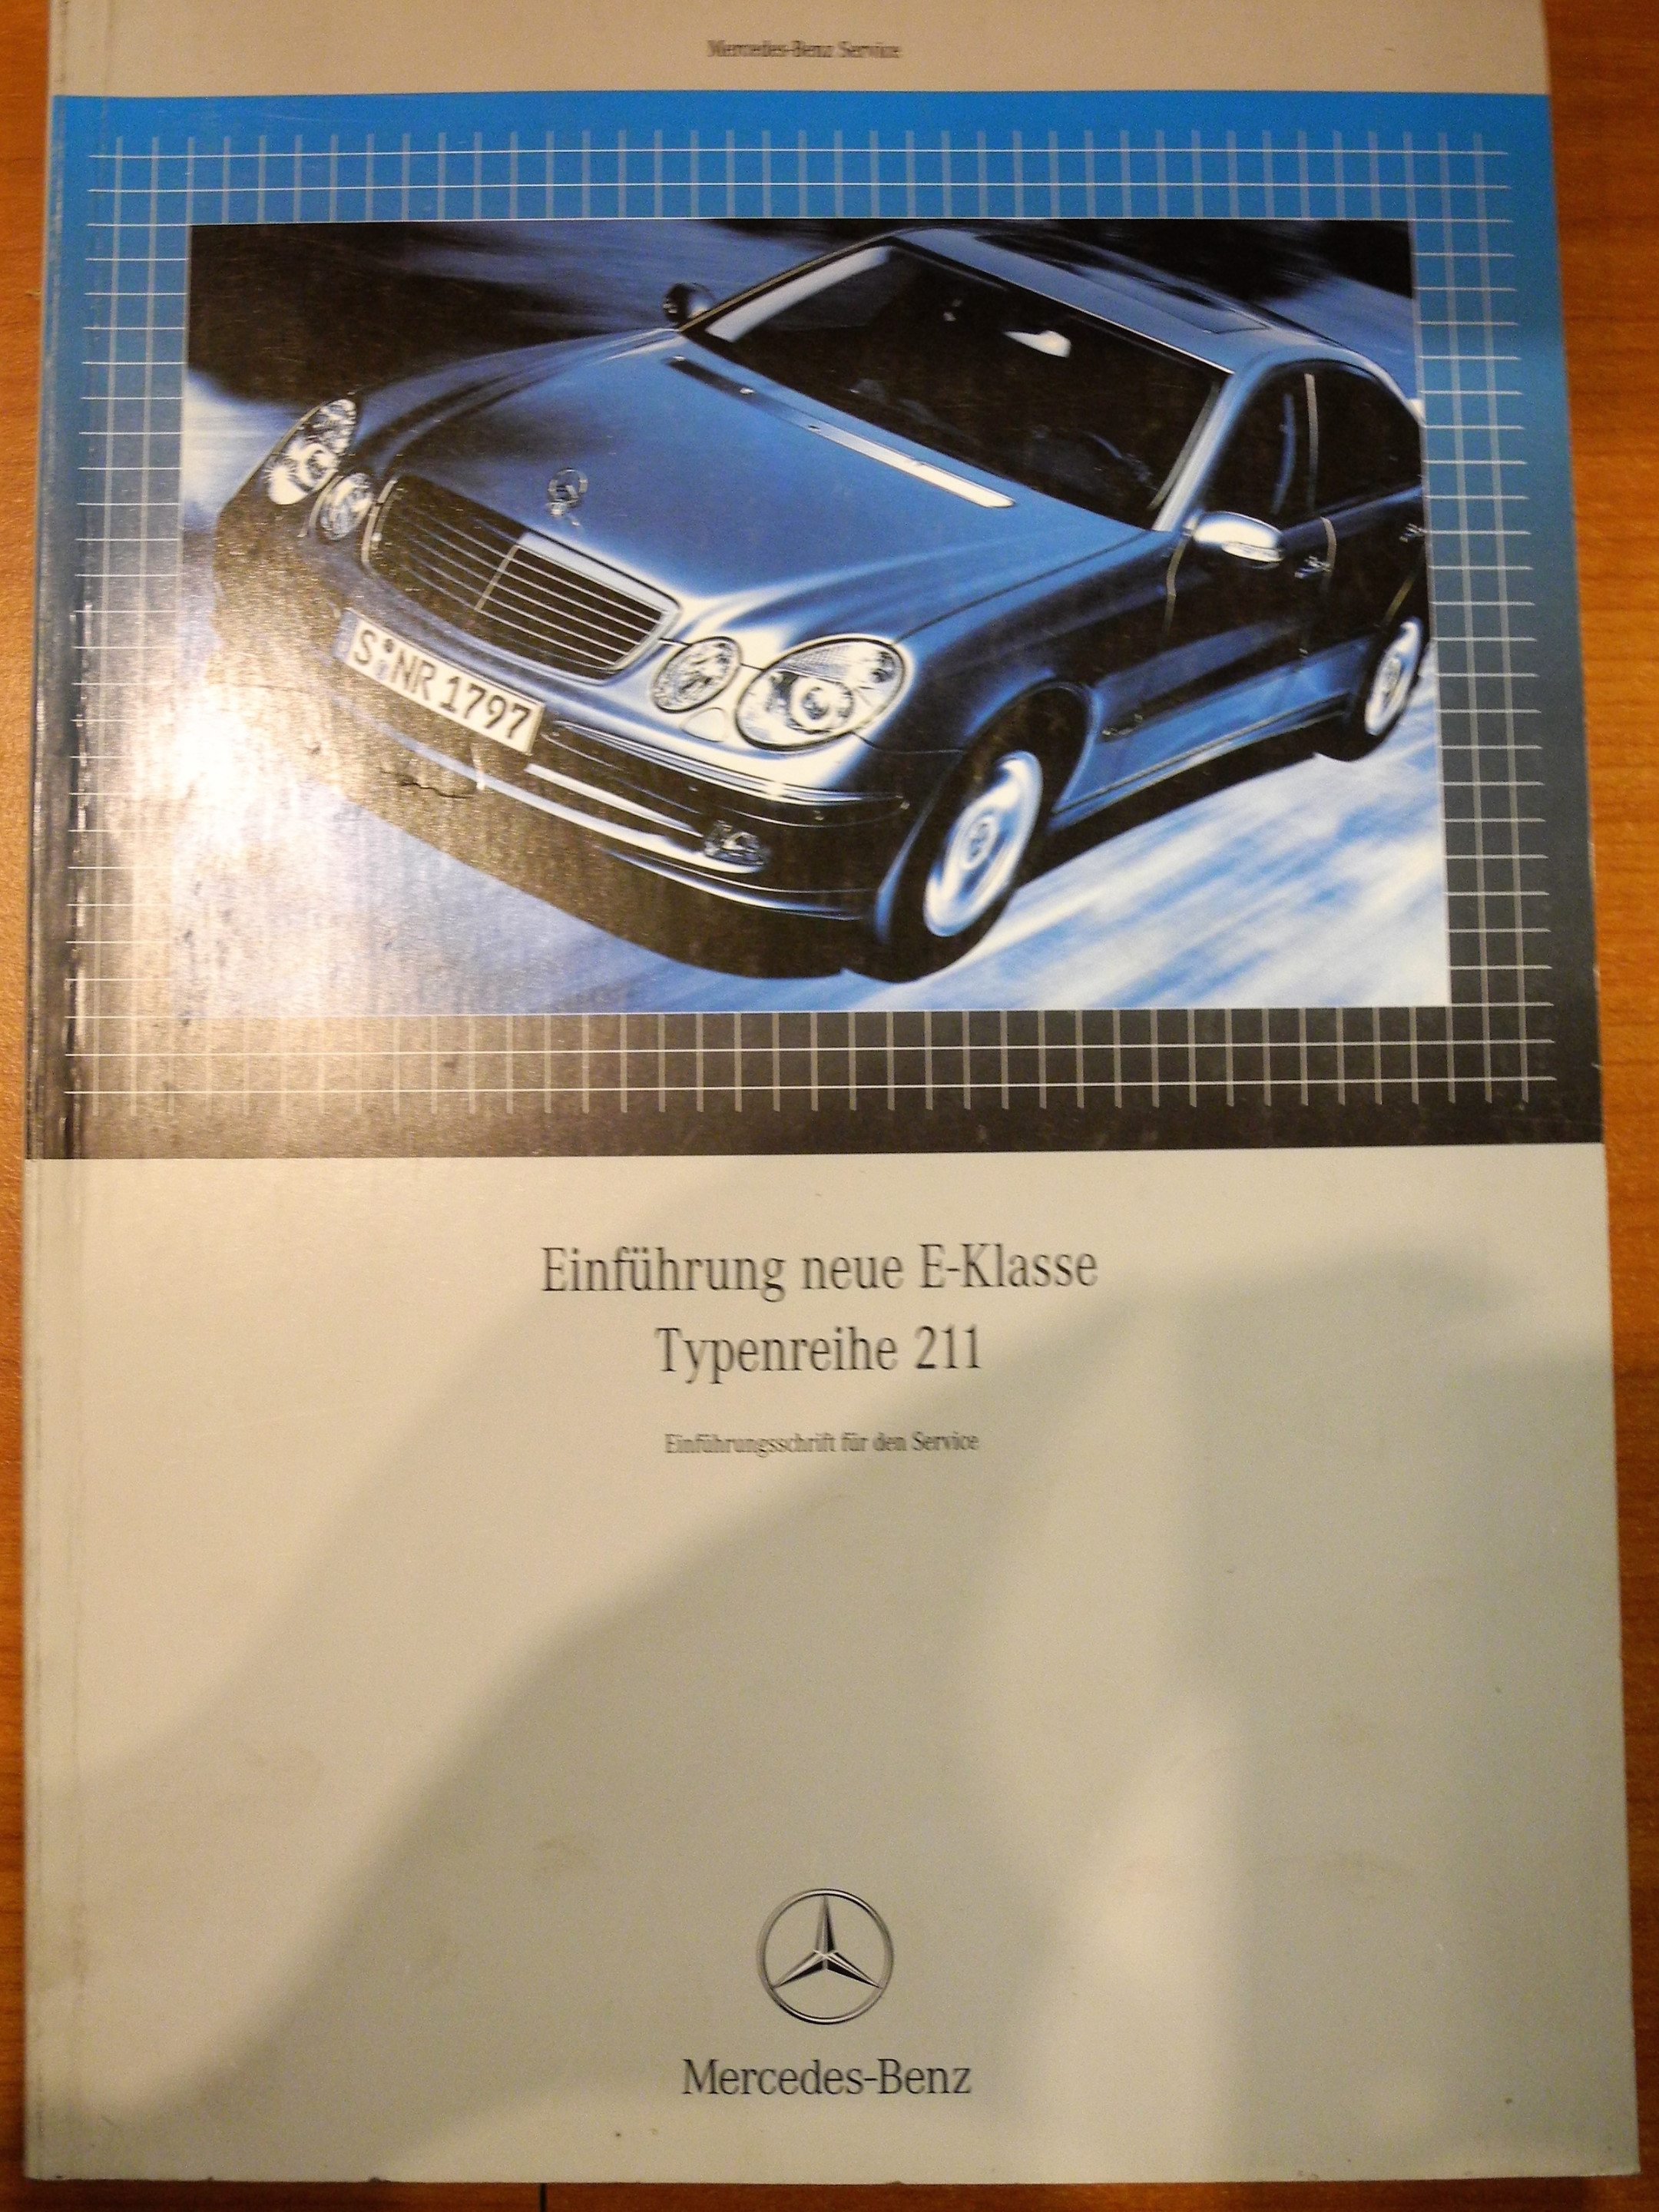 Mercedes-Benz Service
S NR 1797
Einführung neue E-Klasse
Typenreihe 211
Einführungsschrift für den Service
Mercedes-Benz